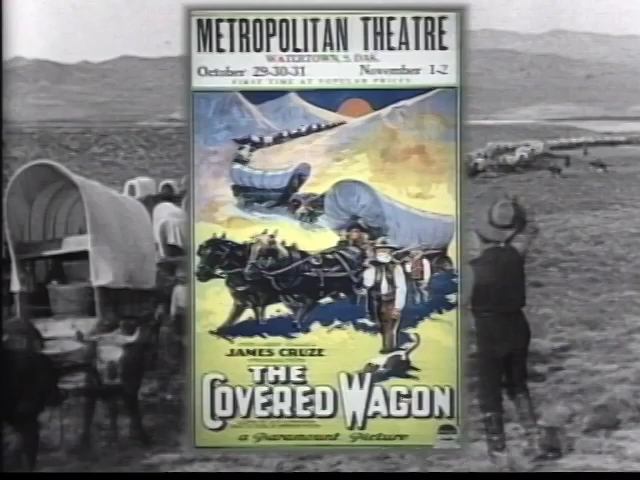 METROPOLITAN THEATRE
WATERTOWN, S. DAK.
October 29-30-31 November 1-2
FIRST TIME AT POPULAR PRICES
JAMES CRUZE
PRODUCTION
THE
COVERED WAGON
a Paramount Picture